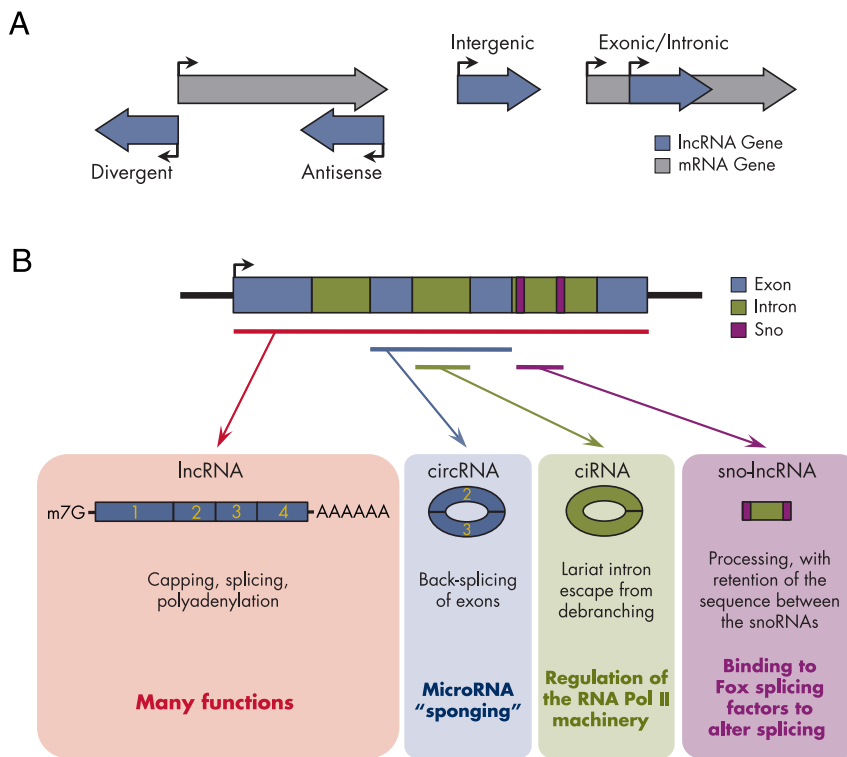 A
Intergenic
Exonic/Intronic
Divergent
Antisense
lncRNA Gene
mRNA Gene
B
Exon
Intron
Sno
lncRNA
m7G
1
2
3
4
AAAAAA
Capping, splicing,
polyadenylation
Many functions
circRNA
2
3
Back-splicing
of exons
MicroRNA
“sponging”
ciRNA
Lariat intron
escape from
debranching
Regulation of
the RNA Pol II
machinery
sno-lncRNA
Processing, with
retention of the
sequence between
the snoRNAs
Binding to
Fox splicing
factors to
alter splicing